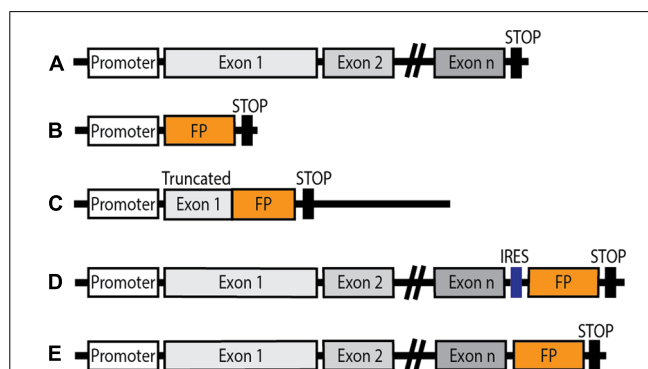 STOP
A Promoter Exon 1 Exon 2 Exon n
STOP
B Promoter FP
Truncated STOP
C Promoter Exon 1 FP
IRES STOP
D Promoter Exon 1 Exon 2 Exon n FP
STOP
E Promoter Exon 1 Exon 2 Exon n FP